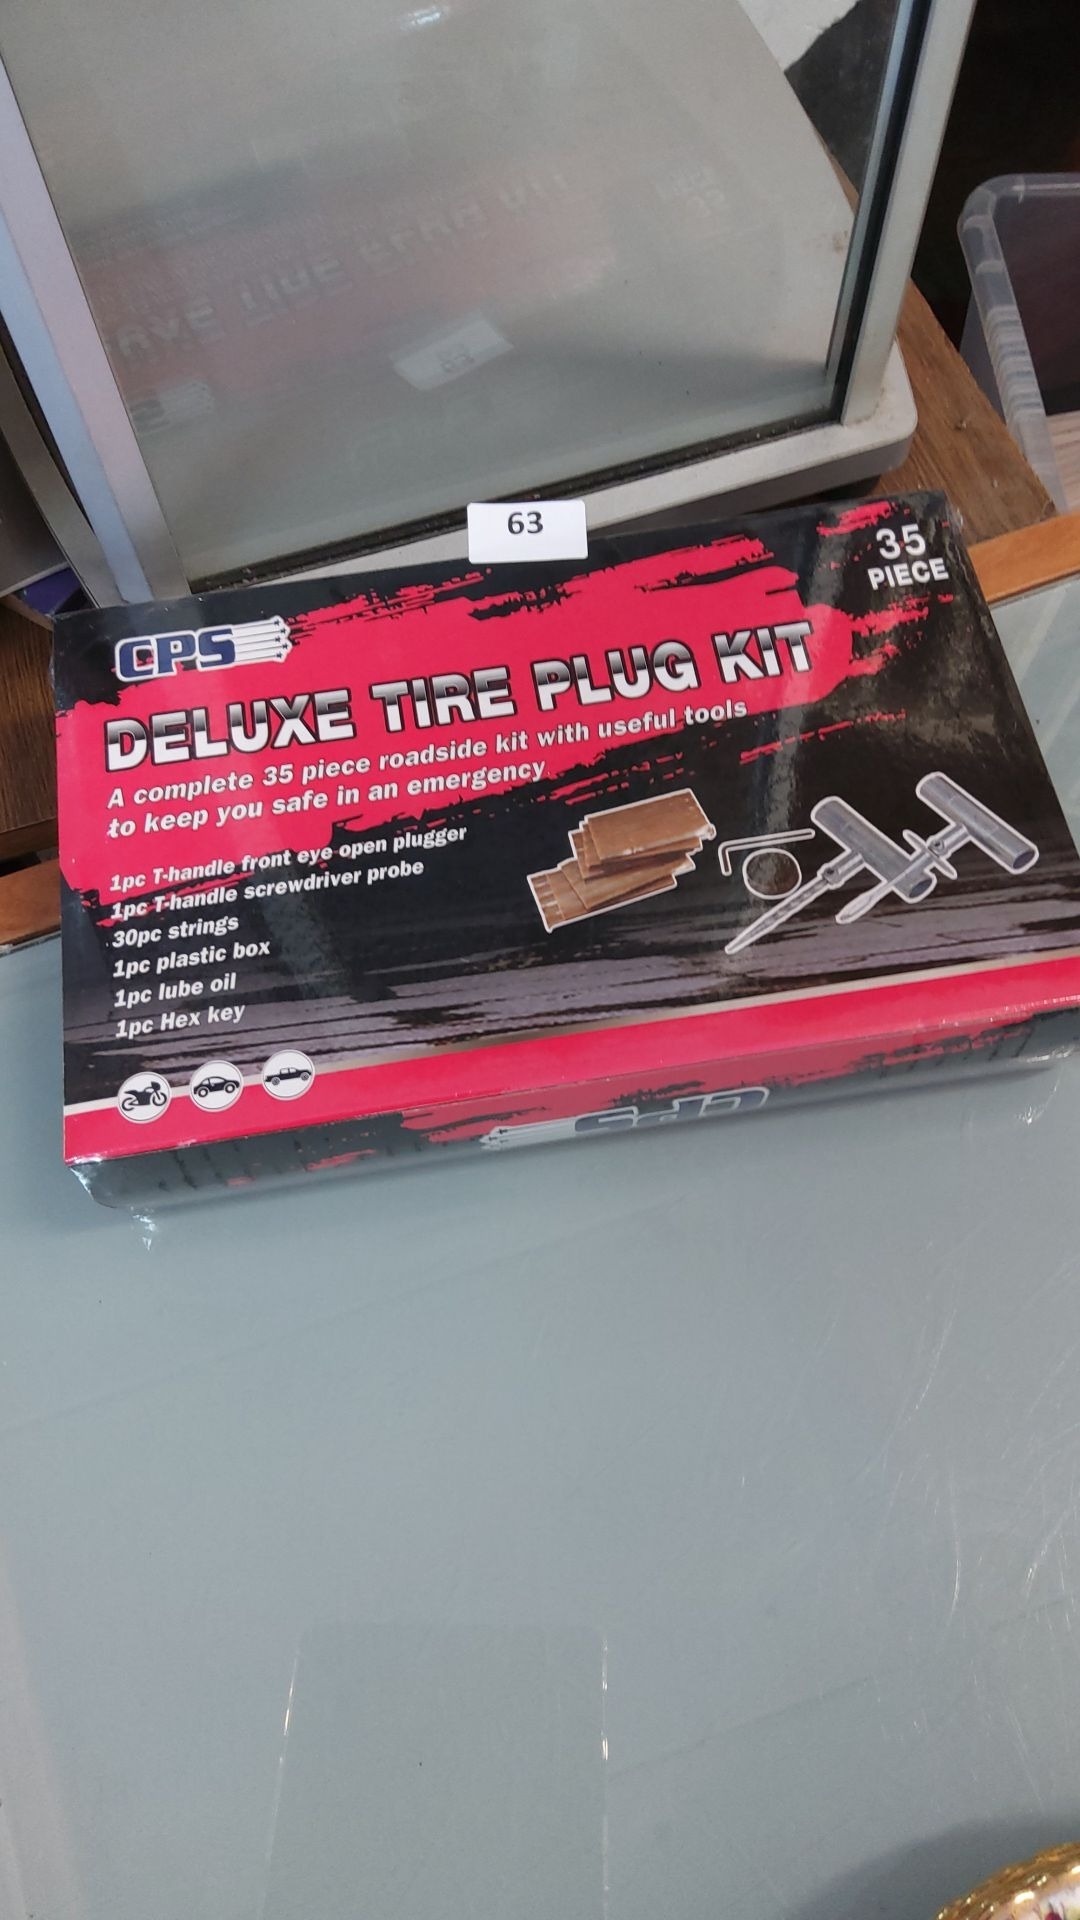 63
35
PIECE
CPS
DELUXE TIRE PLUG KIT
A complete 35 piece roadside kit with useful tools
to keep you safe in an emergency
1pc T-handle front eye open plugger
1pc T-handle screwdriver probe
30pc strings
1pc plastic box
1pc lube oil
1pc Hex key
CPS